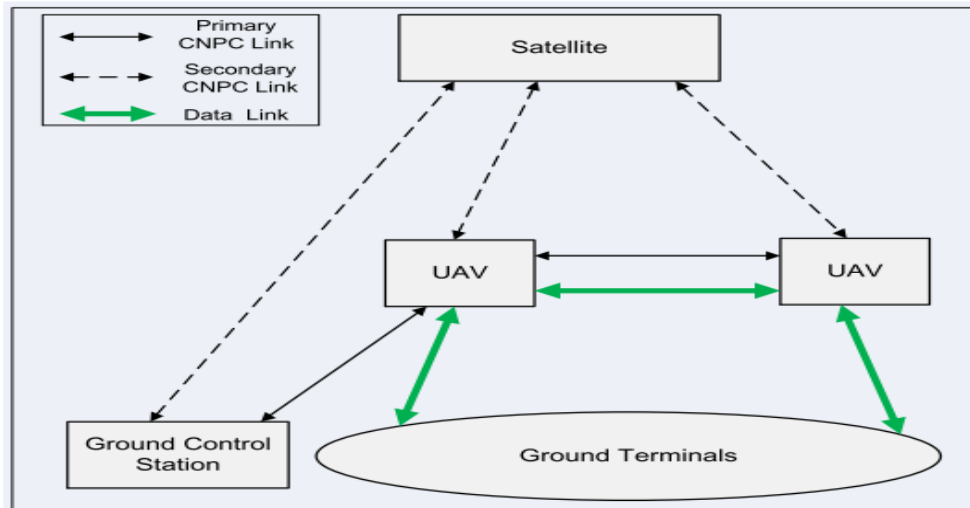 Primary
CNPC Link
Secondary
CNPC Link
Data Link
Satellite
UAV
UAV
Ground Control
Station
Ground Terminals